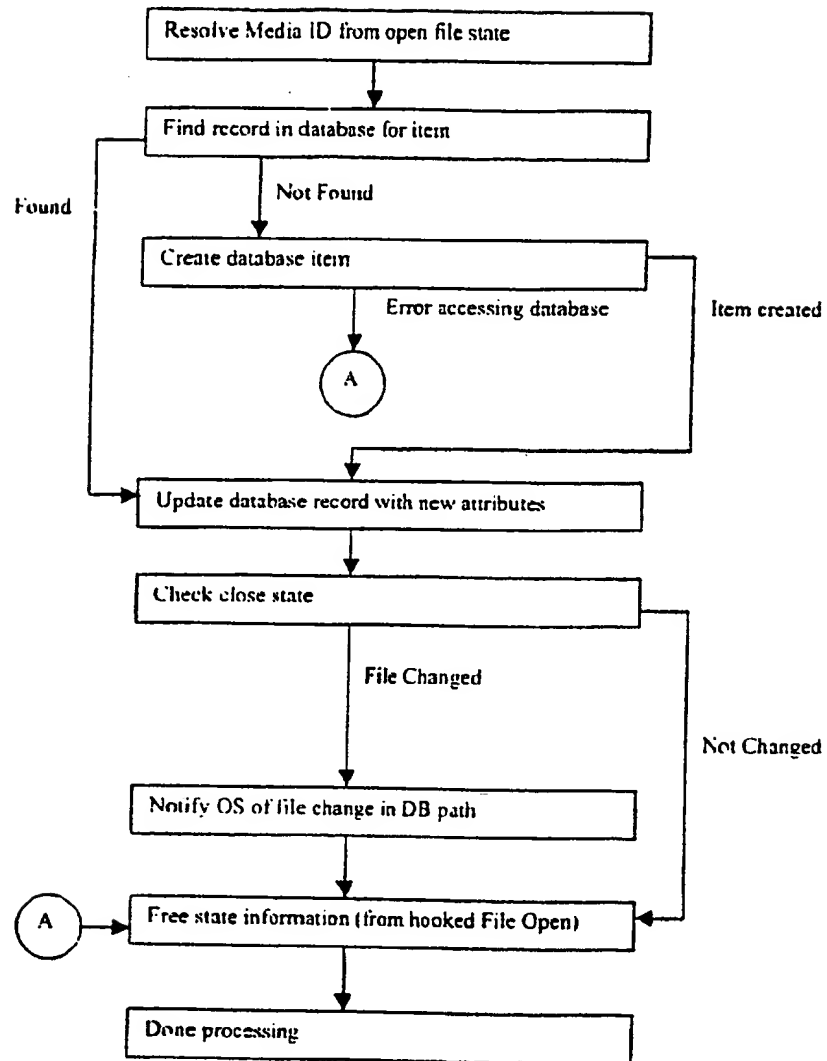 Resolve Media ID from open file state
Find record in database for item
Found
Not Found
Create database item
Error accessing database
Item created
A
Update database record with new attributes
Check close state
File Changed
Not Changed
Notify OS of file change in DB path
A
Free state information (from hooked File Open)
Done processing